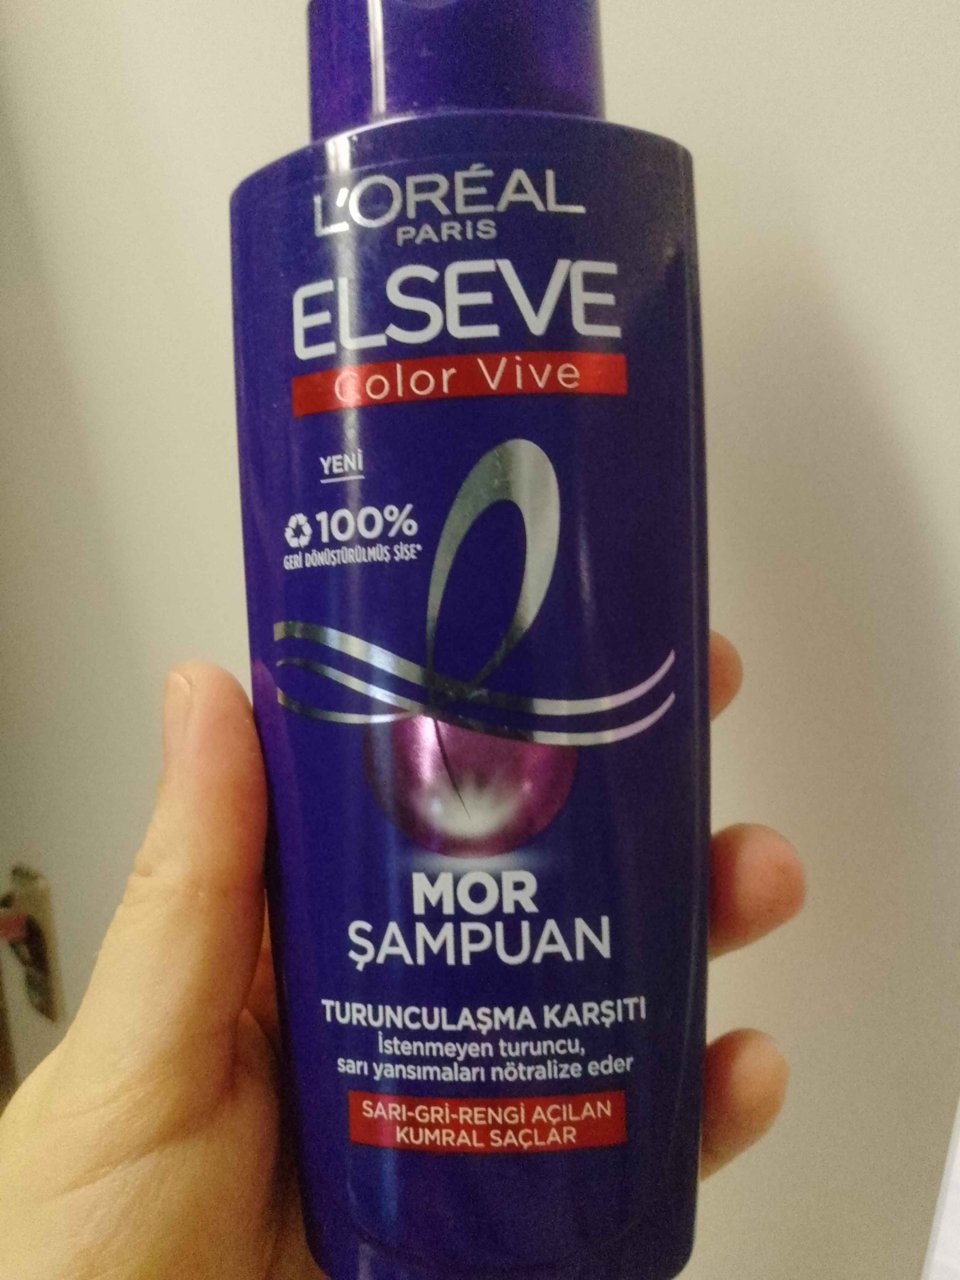 L'ORÉAL
PARIS
ELSEVE
Color Vive
YENİ
100%
GERİ DÖNÜŞTÜRÜLMÜŞ ŞİŞE*
MOR
ŞAMPUAN
TURUNCULAŞMA KARŞITI
İstenmeyen turuncu,
sarı yansımaları nötralize eder
SARI-GRİ-RENGİ AÇILAN
KUMRAL SAÇLAR